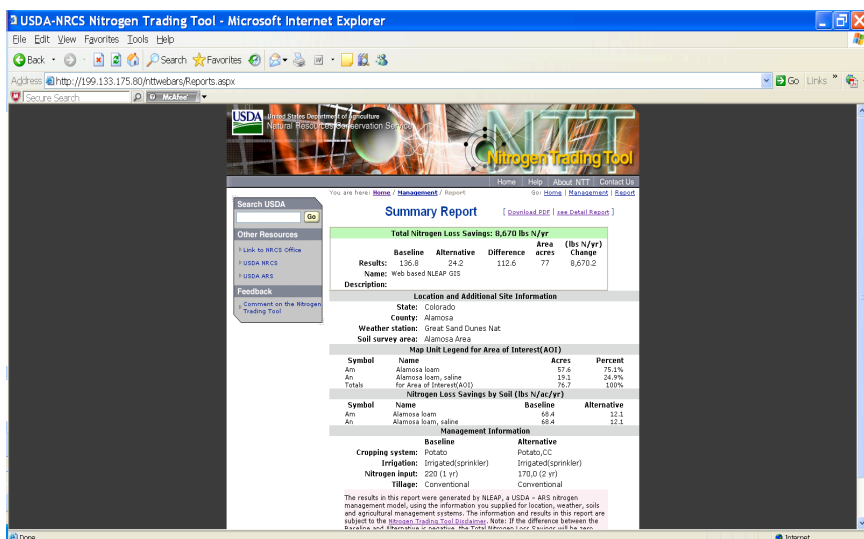 USDA-NRCS Nitrogen Trading Tool - Microsoft Internet Explorer
File Edit View Favorites Tools Help
Back Search Favorites
Address http://199.133.175.80/nttwebars/Reports.aspx Go Links »
Secure Search McAfee
USDA United States Department of Agriculture
Natural Resources Conservation Service
NTT
Nitrogen Trading Tool
Home Help About NTT Contact Us
You are here: Home / Management / Report Go: Home | Management | Report
Search USDA
Go
Other Resources
Link to NRCS Office
USDA NRCS
USDA ARS
Feedback
Comment on the Nitrogen
Trading Tool
Summary Report [ Download PDF | see Detail Report ]
Total Nitrogen Loss Savings: 8,670 lbs N/yr
Baseline Alternative Difference Area acres (lbs N/yr) Change
Results: 136.8 24.2 112.6 77 8,670.2
Name: Web based NLEAP GIS
Description:
Location and Additional Site Information
State: Colorado
County: Alamosa
Weather station: Great Sand Dunes Nat
Soil survey area: Alamosa Area
Map Unit Legend for Area of Interest(AOI)
Symbol Name Acres Percent
Am Alamosa loam 57.6 75.1%
An Alamosa loam, saline 19.1 24.9%
Totals for Area of Interest(AOI) 76.7 100%
Nitrogen Loss Savings by Soil (lbs N/ac/yr)
Symbol Name Baseline Alternative
Am Alamosa loam 68.4 12.1
An Alamosa loam, saline 68.4 12.1
Management Information
Baseline Alternative
Cropping system: Potato Potato,CC
Irrigation: Irrigated(sprinkler) Irrigated(sprinkler)
Nitrogen input: 220 (1 yr) 170,0 (2 yr)
Tillage: Conventional Conventional
The results in this report were generated by NLEAP, a USDA - ARS nitrogen
management model, using the information you supplied for location, weather, soils
and agricultural management systems. The information and results in this report are
subject to the Nitrogen Trading Tool Disclaimer. Note: If the difference between the
Baseline and Alternative is negative, the Total Nitrogen Loss Savings will be zero
Done Internet